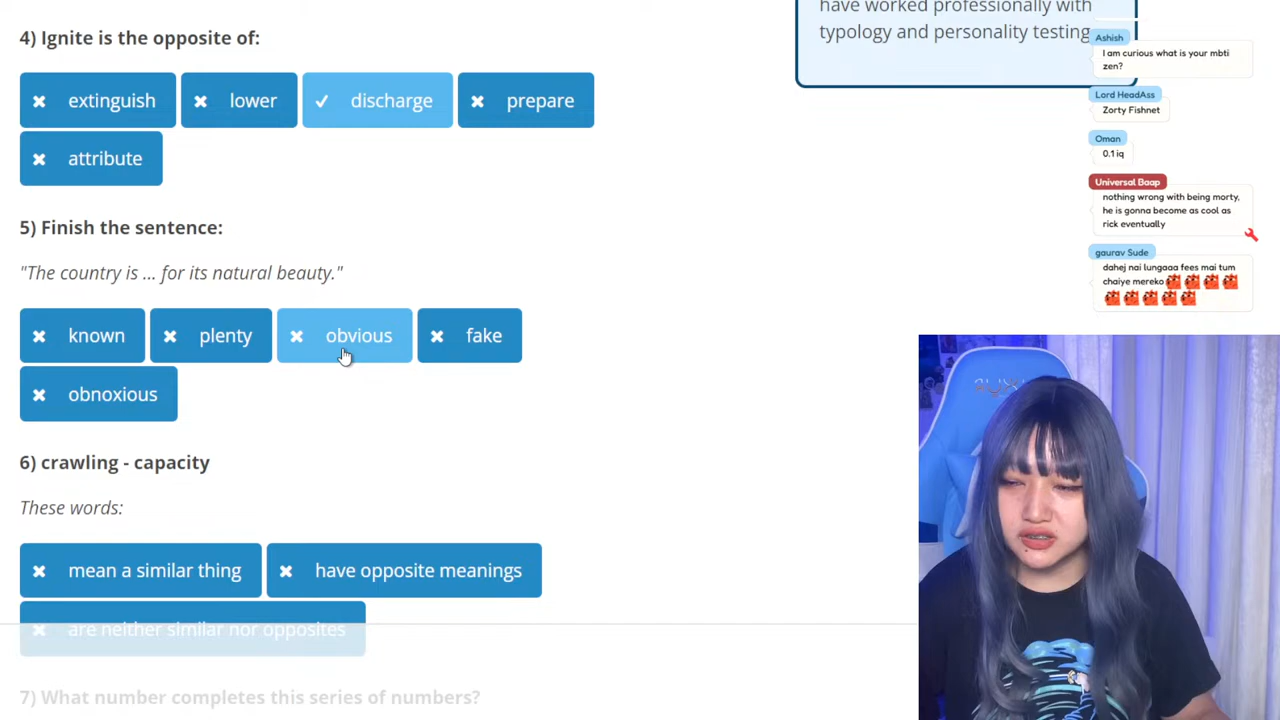 4) Ignite is the opposite of:
extinguish lower discharge prepare
attribute
5) Finish the sentence:
"The country is ... for its natural beauty."
known plenty obvious fake
obnoxious
6) crawling - capacity
These words:
mean a similar thing have opposite meanings
are neither similar nor opposites
7) What number completes this series of numbers?
have worked professionally with
typology and personality testing
Ashish
I am curious what is your mbti
zen?
Lord HeadAss
Zorty Fishnet
Oman
0.1 iq
Universal Baap
nothing wrong with being morty,
he is gonna become as cool as
rick eventually
gaurav Sude
dahej nai lungaaa fees mai tum
chaiye mereko